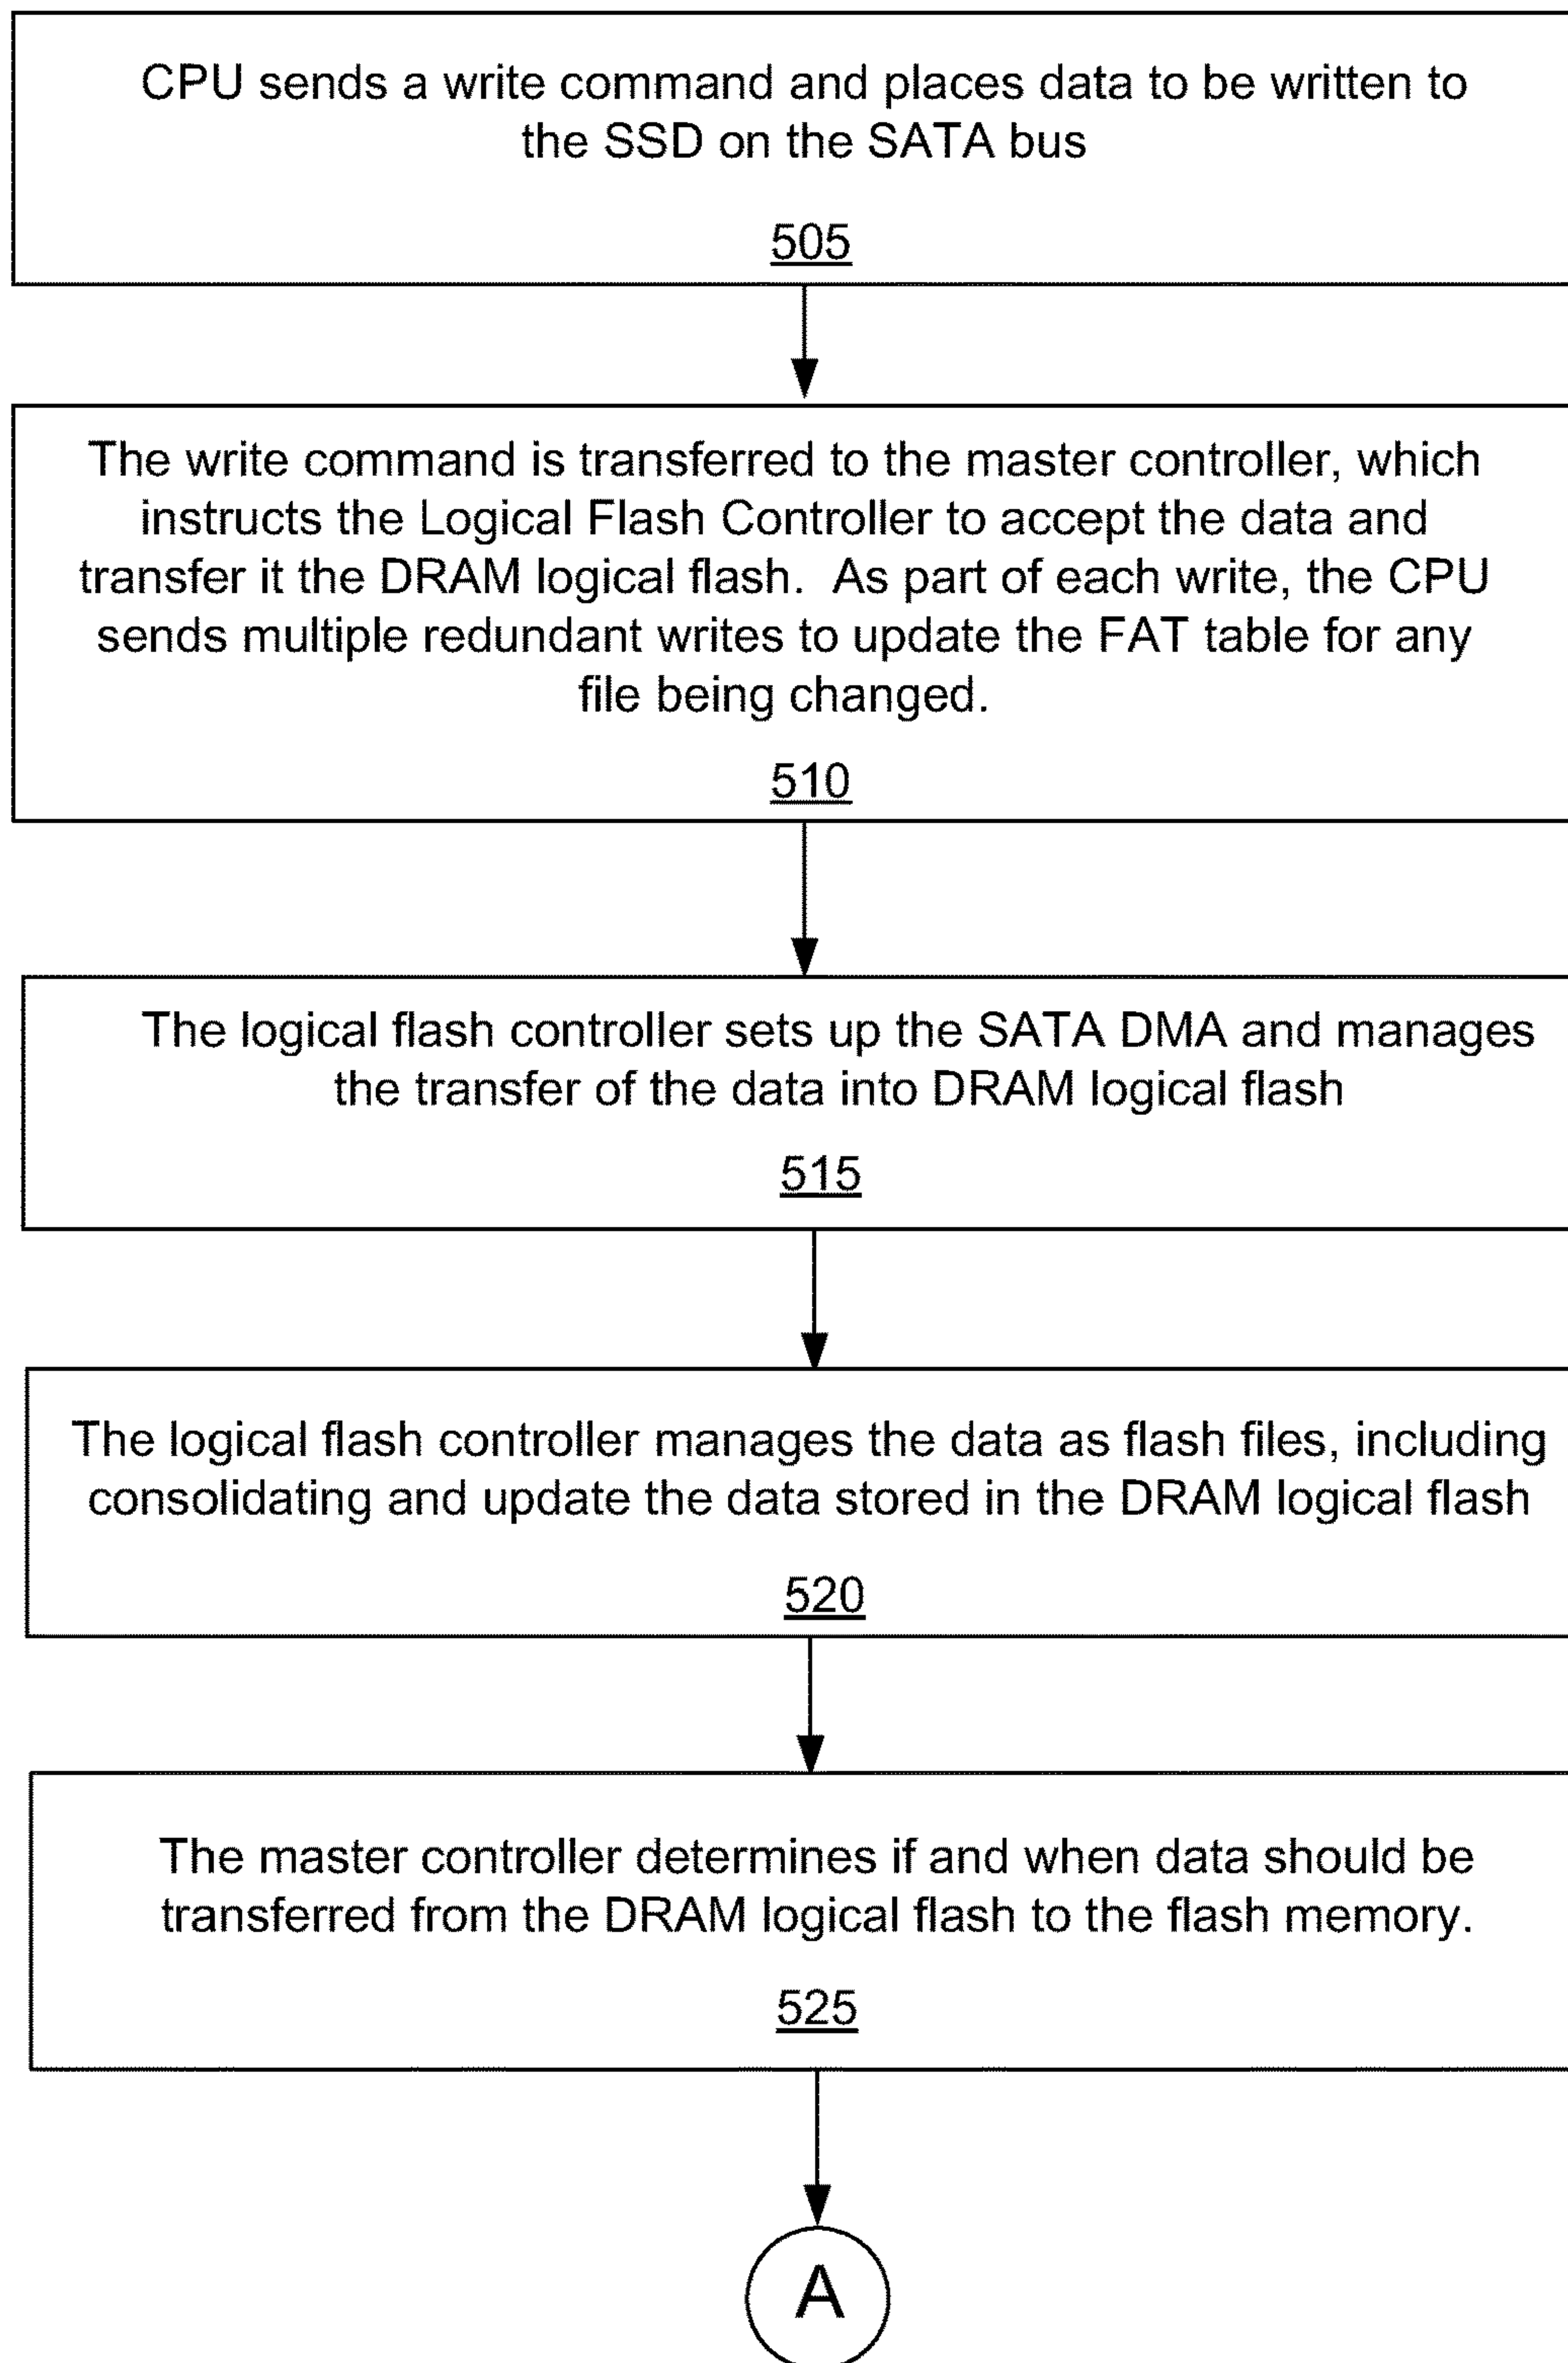 CPU sends a write command and places data to be written to
the SSD on the SATA bus
505
The write command is transferred to the master controller, which
instructs the Logical Flash Controller to accept the data and
transfer it the DRAM logical flash.  As part of each write, the CPU
sends multiple redundant writes to update the FAT table for any
file being changed.
510
The logical flash controller sets up the SATA DMA and manages
the transfer of the data into DRAM logical flash
515
The logical flash controller manages the data as flash files, including
consolidating and update the data stored in the DRAM logical flash
520
The master controller determines if and when data should be
transferred from the DRAM logical flash to the flash memory.
525
A